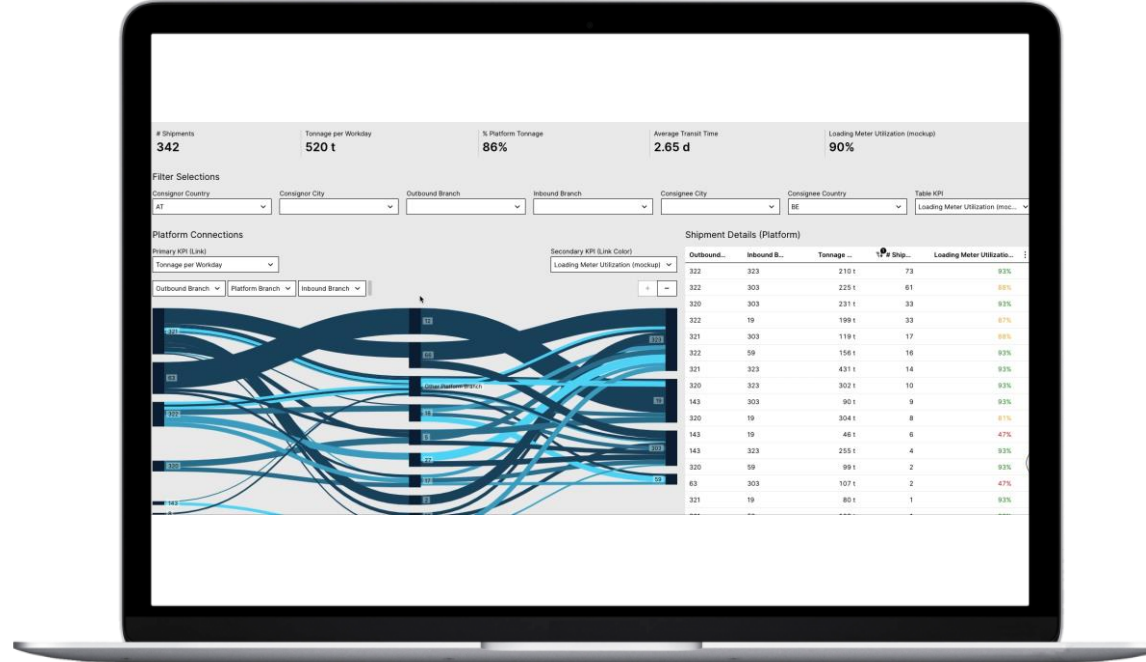 # Shipments
342
Tonnage per Workday
520 t
% Platform Tonnage
86%
Average Transit Time
2.65 d
Loading Meter Utilization (mockup)
90%
Filter Selections
Consignor Country
AT
Consignor City
Outbound Branch
Inbound Branch
Consignee City
Consignee Country
BE
Table KPI
Loading Meter Utilization (moc...
Platform Connections
Primary KPI (Link)
Tonnage per Workday
Secondary KPI (Link Color)
Loading Meter Utilization (mockup)
Outbound Branch
Platform Branch
Inbound Branch
+ −
321
63
322
320
143
12
Other Platform Branch
16
5
27
17
2
323
19
303
59
Shipment Details (Platform)
Outbound... Inbound B... Tonnage ... # Ship... Loading Meter Utilizatio...
322 323 210 t 73 93%
322 303 225 t 61 88%
320 303 231 t 33 93%
322 19 199 t 33 87%
321 303 119 t 17
322 59 156 t 16 93%
321 323 431 t 14 93%
320 323 302 t 10 93%
143 303 90 t 9 93%
320 19 304 t 8 81%
143 19 46 t 6 47%
143 323 255 t 4 93%
320 59 99 t 2 93%
63 303 107 t 2 47%
321 19 80 t 1 93%